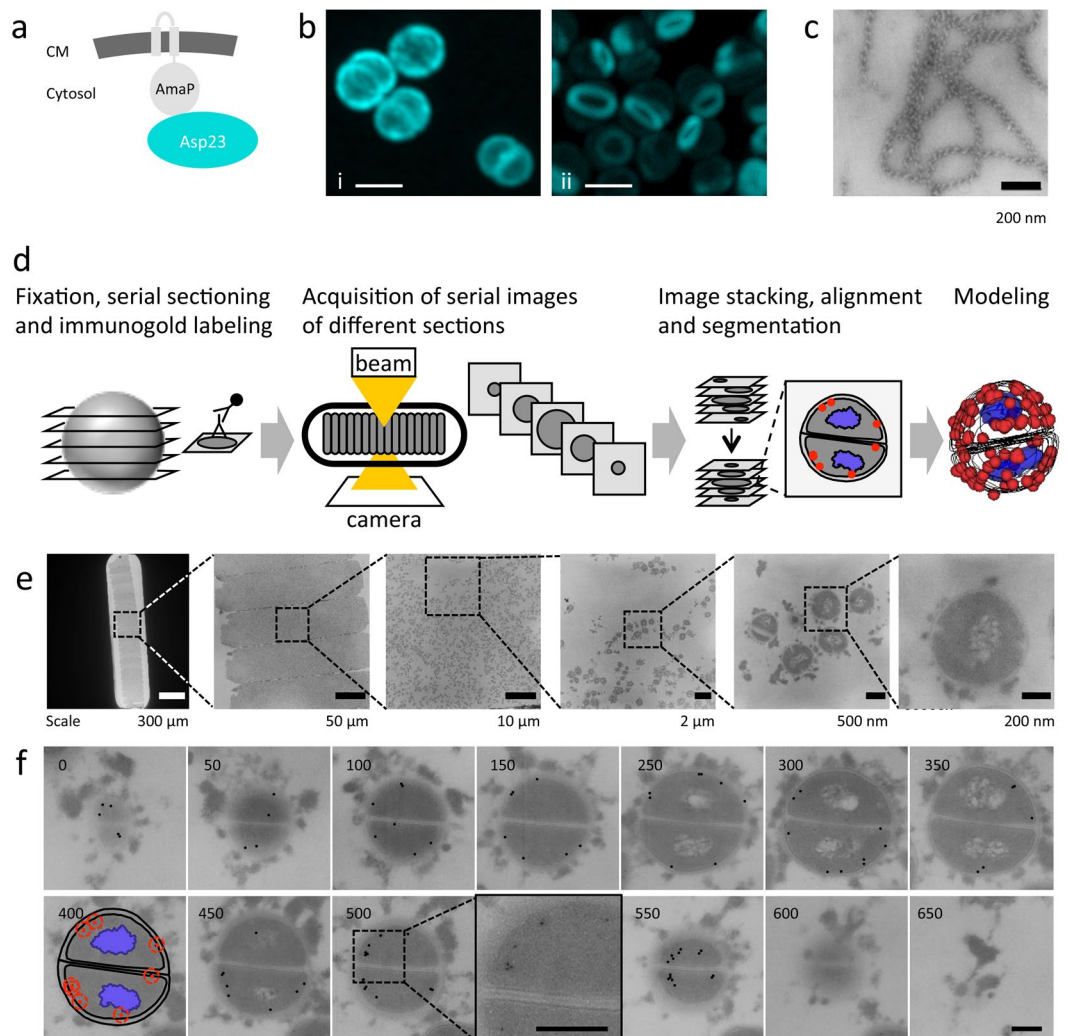 a
CM
Cytosol
AmaP
Asp23
b
i
ii
c
200 nm
d
Fixation, serial sectioning
and immunogold labeling
Acquisition of serial images
of different sections
Image stacking, alignment
and segmentation
Modeling
beam
camera
e
Scale
300 μm
50 μm
10 μm
2 μm
500 nm
200 nm
f
0
50
100
150
250
300
350
400
450
500
550
600
650